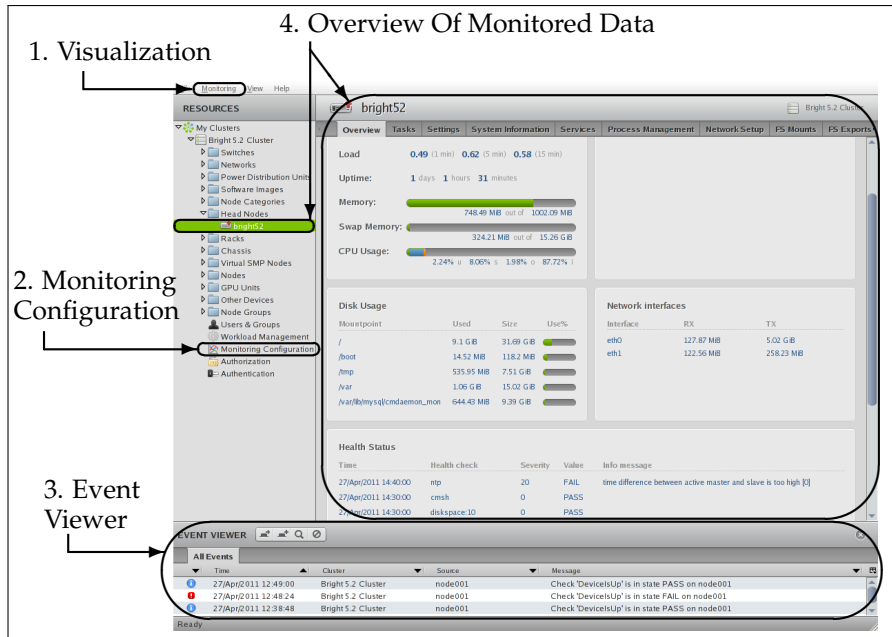 4. Overview Of Monitored Data
1. Visualization
Monitoring View Help
RESOURCES
bright52
Bright 5.2 Cluster
My Clusters
Bright 5.2 Cluster
Switches
Networks
Power Distribution Units
Software Images
Node Categories
Head Nodes
bright52
Racks
Chassis
Virtual SMP Nodes
Nodes
GPU Units
Other Devices
Node Groups
Users & Groups
Workload Management
Monitoring Configuration
Authorization
Authentication
2. Monitoring
Configuration
Overview Tasks Settings System Information Services Process Management Network Setup FS Mounts FS Exports
Load 0.49 (1 min) 0.62 (5 min) 0.58 (15 min)
Uptime: 1 days 1 hours 31 minutes
Memory:
748.49 MiB out of 1002.09 MiB
Swap Memory:
324.21 MiB out of 15.26 GiB
CPU Usage:
2.24% u 8.06% s 1.98% o 87.72% i
Disk Usage
Mountpoint Used Size Use%
/ 9.1 GiB 31.69 GiB
/boot 14.52 MiB 118.2 MiB
/tmp 535.95 MiB 7.51 GiB
/var 1.06 GiB 15.02 GiB
/var/lib/mysql/cmdaemon_mon 644.43 MiB 9.39 GiB
Network interfaces
Interface RX TX
eth0 127.87 MiB 5.02 GiB
eth1 122.56 MiB 258.23 MiB
Health Status
Time Health check Severity Value Info message
27/Apr/2011 14:40:00 ntp 20 FAIL time difference between active master and slave is too high [0]
27/Apr/2011 14:30:00 cmsh 0 PASS
27/Apr/2011 14:30:00 diskspace:10 0 PASS
3. Event
Viewer
EVENT VIEWER
All Events
Time Cluster Source Message
27/Apr/2011 12:49:00 Bright 5.2 Cluster node001 Check 'DeviceIsUp' is in state PASS on node001
27/Apr/2011 12:48:24 Bright 5.2 Cluster node001 Check 'DeviceIsUp' is in state FAIL on node001
27/Apr/2011 12:38:48 Bright 5.2 Cluster node001 Check 'DeviceIsUp' is in state PASS on node001
Ready